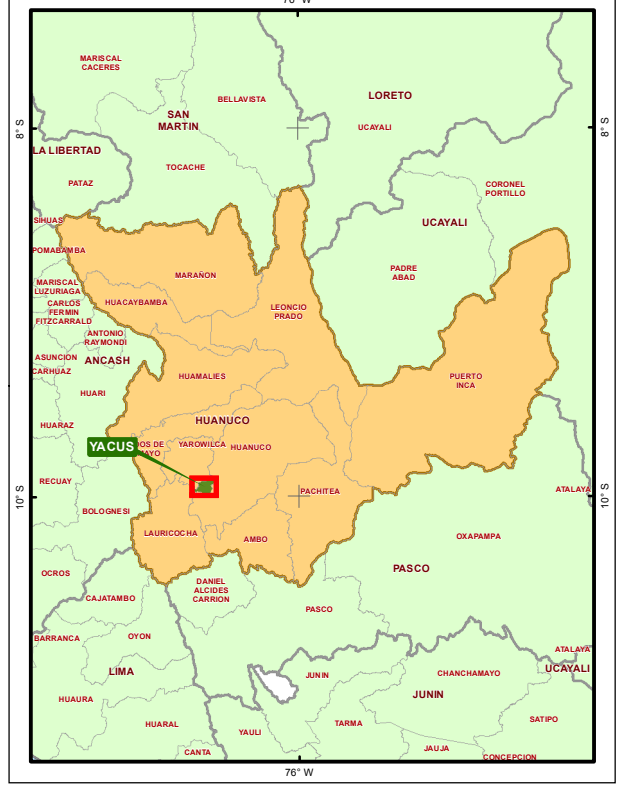 76° W
MARISCAL
CACERES
BELLAVISTA
LORETO
SAN
MARTIN
UCAYALI
8° S
8° S
LA LIBERTAD
TOCACHE
PATAZ
CORONEL
PORTILLO
SIHUAS
UCAYALI
POMABAMBA
PADRE
ABAD
MARAÑON
MARISCAL
LUZURIAGA
HUACAYBAMBA
LEONCIO
PRADO
CARLOS
FERMIN
FITZCARRALD
ANTONIO
RAYMONDI
ASUNCION
ANCASH
CARHUAZ
HUAMALIES
PUERTO
INCA
HUARI
HUANUCO
HUARAZ
YACUS
OS DE
MAYO
YAROWILCA
HUANUCO
RECUAY
PACHITEA
ATALAYA
10° S
10° S
BOLOGNESI
LAURICOCHA
AMBO
OXAPAMPA
PASCO
OCROS
DANIEL
ALCIDES
CARRION
CAJATAMBO
PASCO
BARRANCA
OYON
ATALAYA
UCAYALI
LIMA
JUNIN
CHANCHAMAYO
JUNIN
HUAURA
SATIPO
HUARAL
YAULI
TARMA
JAUJA
CANTA
CONCEPCION
76° W